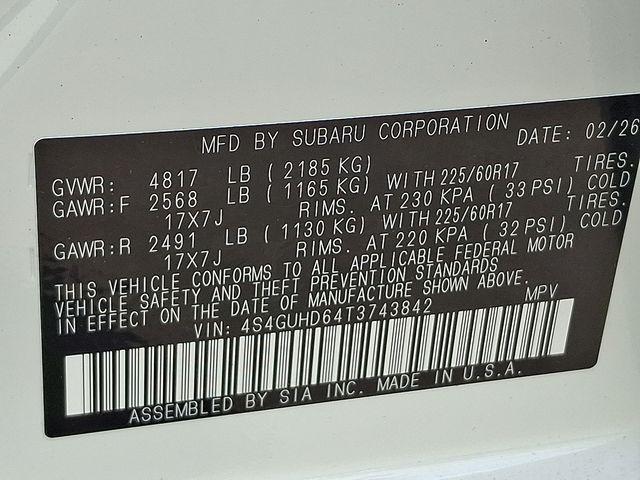 MFD BY SUBARU CORPORATION DATE: 02/26
GVWR: 4817 LB ( 2185 KG)
GAWR:F 2568 LB ( 1165 KG) WITH 225/60R17 TIRES.
17X7J RIMS. AT 230 KPA ( 33 PSI) COLD
GAWR:R 2491 LB ( 1130 KG) WITH 225/60R17 TIRES.
17X7J RIMS. AT 220 KPA ( 32 PSI) COLD
THIS VEHICLE CONFORMS TO ALL APPLICABLE FEDERAL MOTOR
VEHICLE SAFETY AND THEFT PREVENTION STANDARDS
IN EFFECT ON THE DATE OF MANUFACTURE SHOWN ABOVE.
VIN: 4S4GUHD64T3743842 MPV
ASSEMBLED BY SIA INC. MADE IN U.S.A.